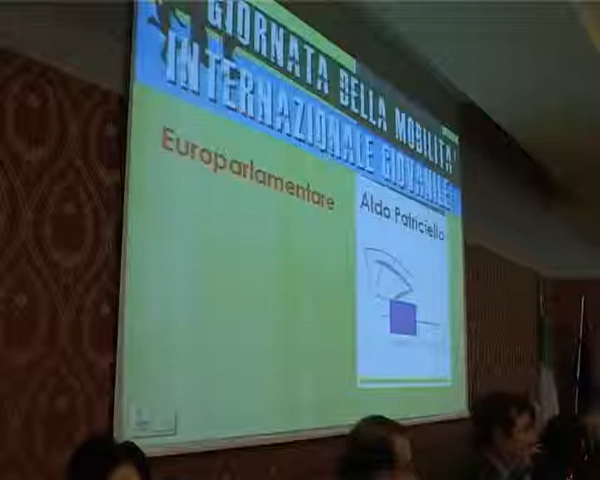 GIORNATA DELLA MOBILITA'
INTERNAZIONALE GIOVANILE
Europarlamentare
Aldo Patriciello